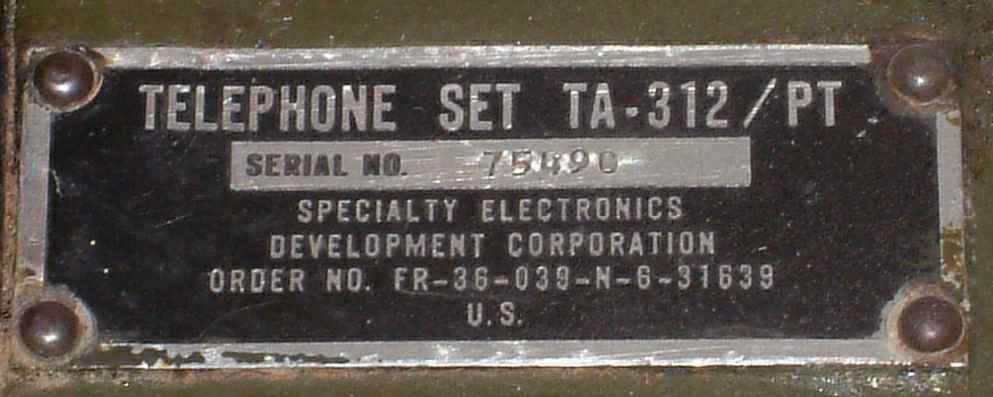 TELEPHONE SET TA-312/PT
SERIAL NO. 75490
SPECIALTY ELECTRONICS
DEVELOPMENT CORPORATION
ORDER NO. FR-36-039-N-6-31639
U.S.